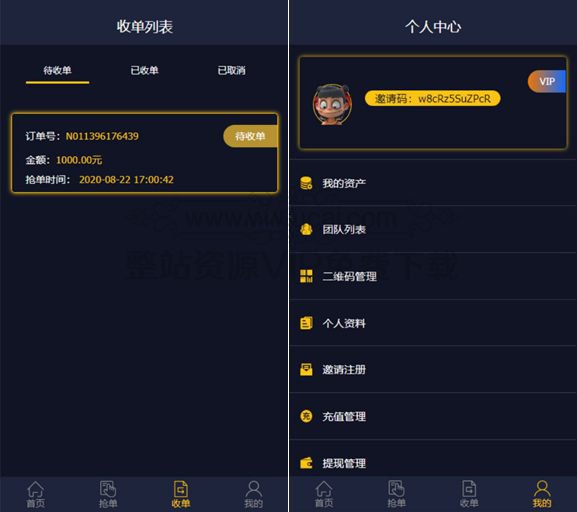 收单列表
待收单 已收单 已取消
订单号：N011396176439
待收单
金额：1000.00元
抢单时间： 2020-08-22 17:00:42
首页 抢单 收单 我的
个人中心
VIP
邀请码：w8cRz5SuZPcR
我的资产
团队列表
二维码管理
个人资料
邀请注册
充值管理
提现管理
首页 抢单 收单 我的
整站资源VIP免费下载